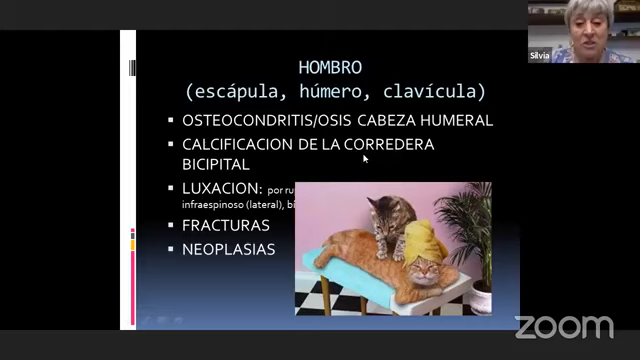 Silvia
HOMBRO
(escápula, húmero, clavícula)
▪ OSTEOCONDRITIS/OSIS CABEZA HUMERAL
▪ CALCIFICACION DE LA CORREDERA
BICIPITAL
▪ LUXACION: por
infraespinoso (lateral),
▪ FRACTURAS
▪ NEOPLASIAS
zoom